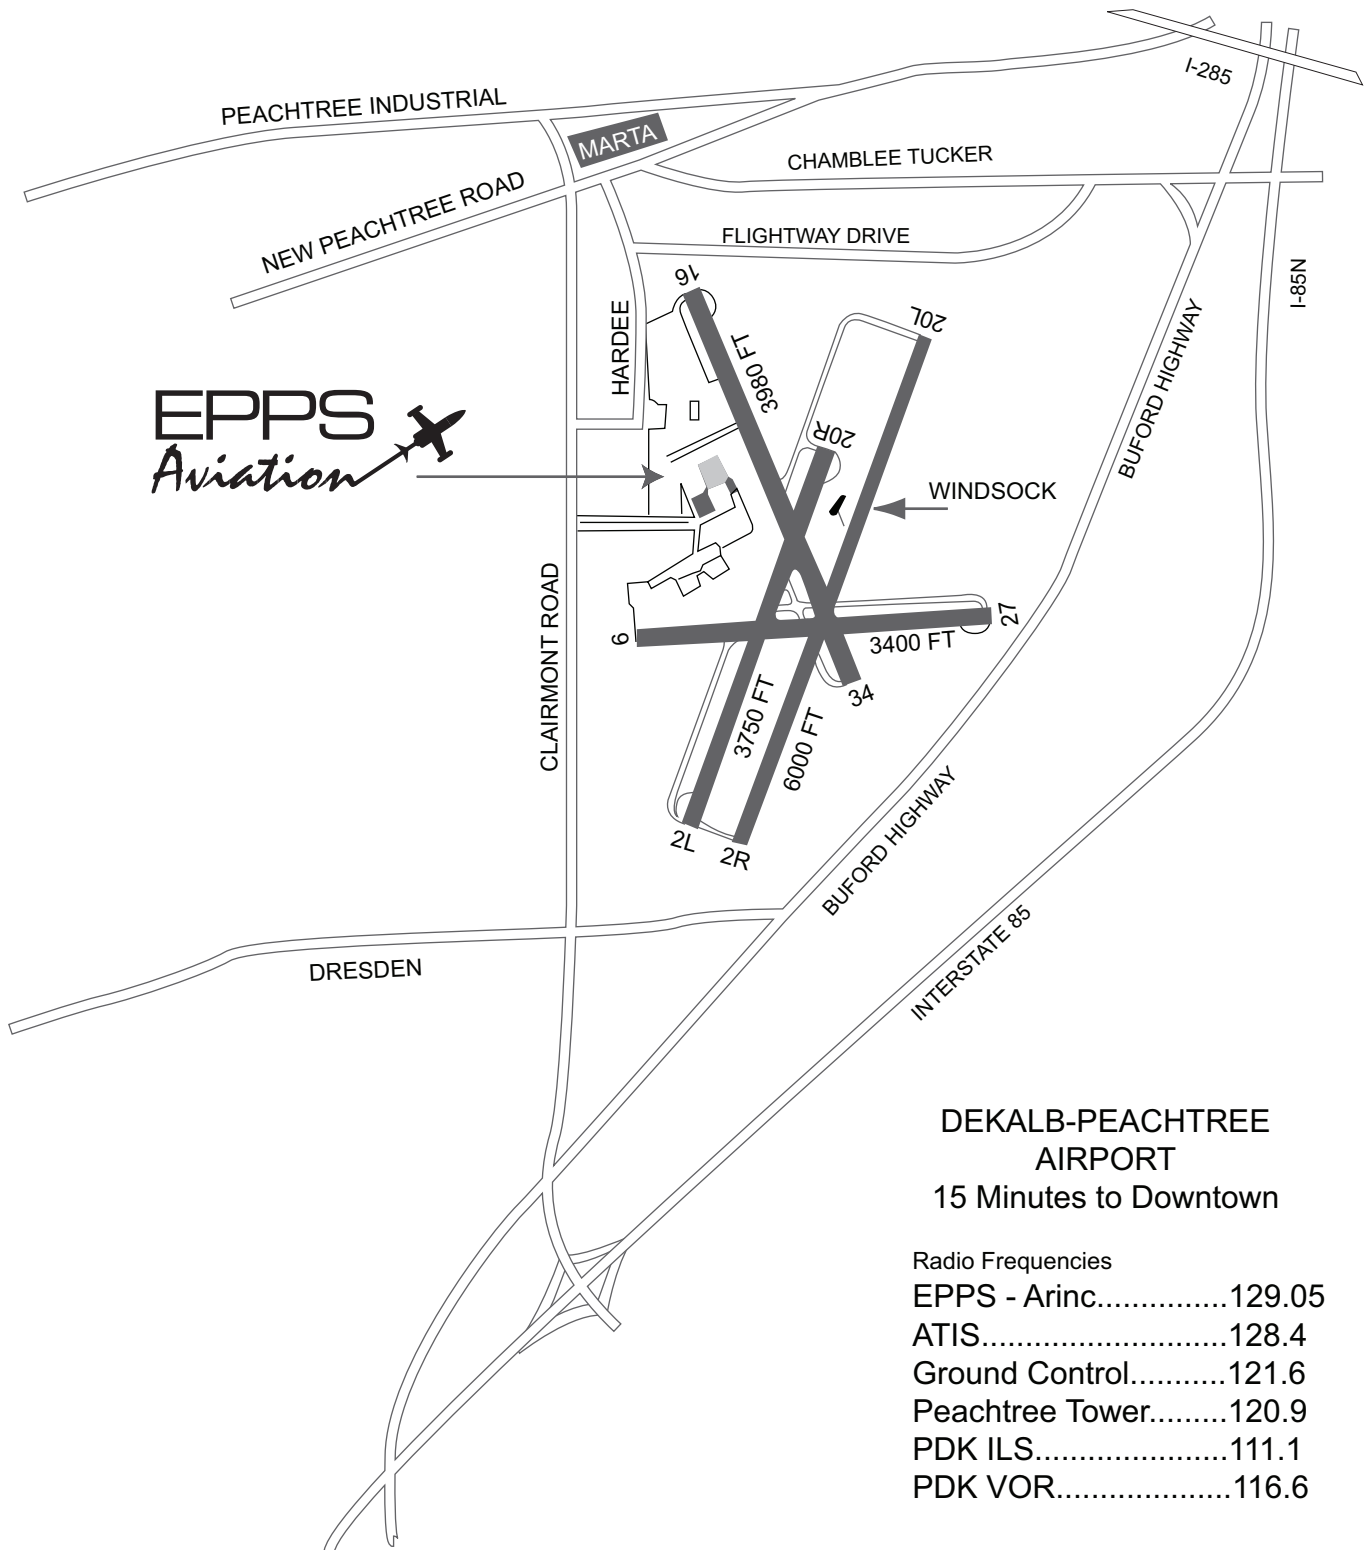 I-285
PEACHTREE INDUSTRIAL
MARTA
CHAMBLEE TUCKER
NEW PEACHTREE ROAD
FLIGHTWAY DRIVE
I-85N
16
HARDEE
3980 FT
20L
BUFORD HIGHWAY
EPPS
Aviation
20R
WINDSOCK
CLAIRMONT ROAD
9
27
3400 FT
34
3750 FT
6000 FT
2L
2R
BUFORD HIGHWAY
DRESDEN
INTERSTATE 85
DEKALB-PEACHTREE
AIRPORT
15 Minutes to Downtown
Radio Frequencies
EPPS - Arinc...............129.05
ATIS............................128.4
Ground Control...........121.6
Peachtree Tower.........120.9
PDK ILS......................111.1
PDK VOR....................116.6